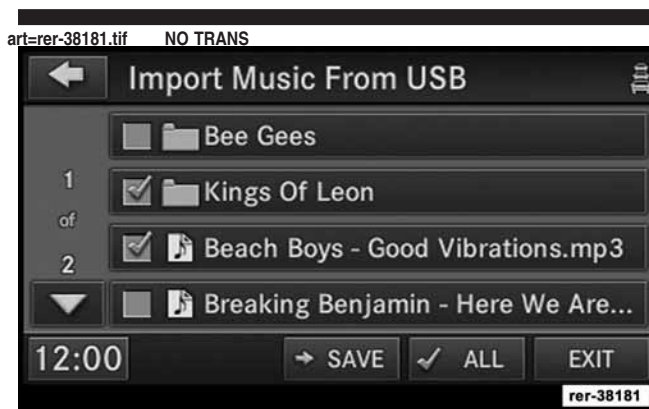 art=rer-38181.tif NO TRANS
Import Music From USB
Bee Gees
1
Kings Of Leon
of
Beach Boys - Good Vibrations.mp3
2
Breaking Benjamin - Here We Are...
12:00 SAVE ALL EXIT
rer-38181